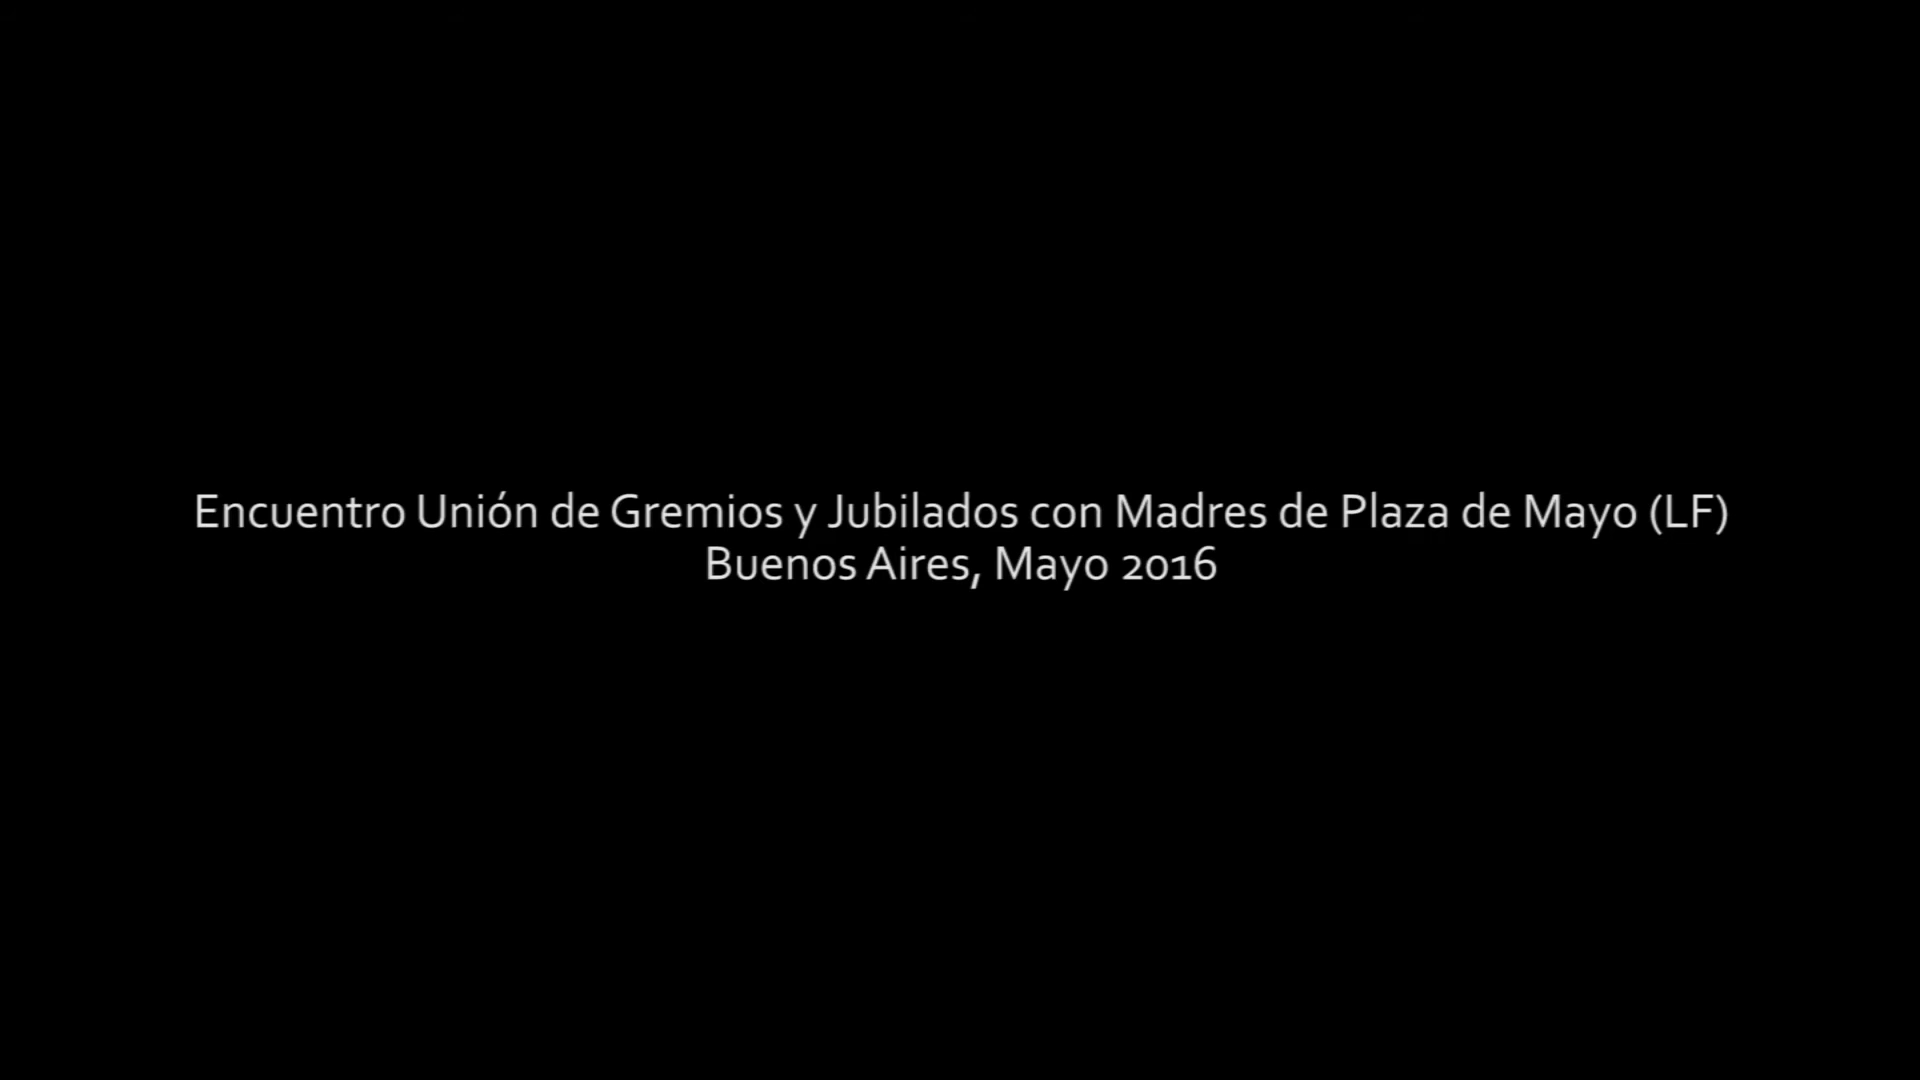 Encuentro Unión de Gremios y Jubilados con Madres de Plaza de Mayo (LF)
Buenos Aires, Mayo 2016